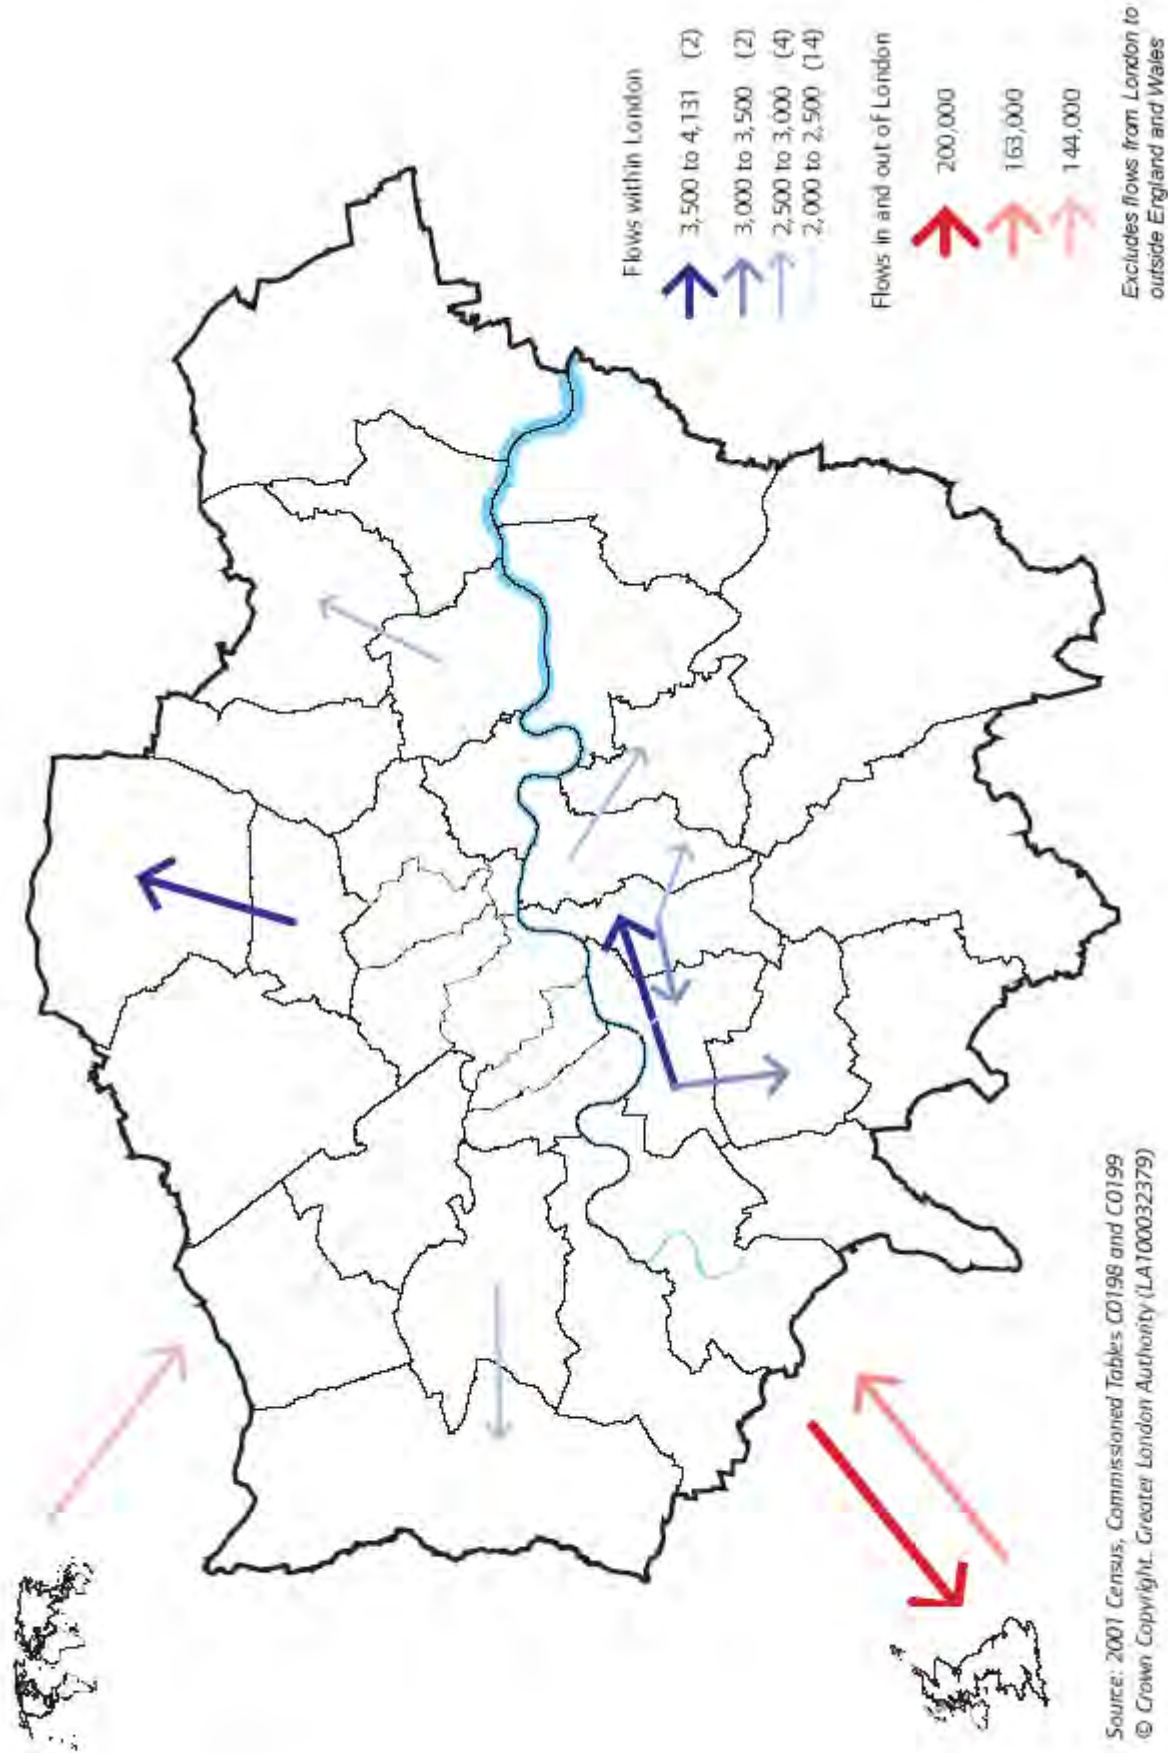 Flows within London
3,500 to 4,131 (2)
3,000 to 3,500 (2)
2,500 to 3,000 (4)
2,000 to 2,500 (14)
Flows in and out of London
200,000
163,000
144,000
Excludes flows from London to
outside England and Wales
Source: 2001 Census, Commissioned Tables C0198 and C0199
© Crown Copyright. Greater London Authority (LA100032379)